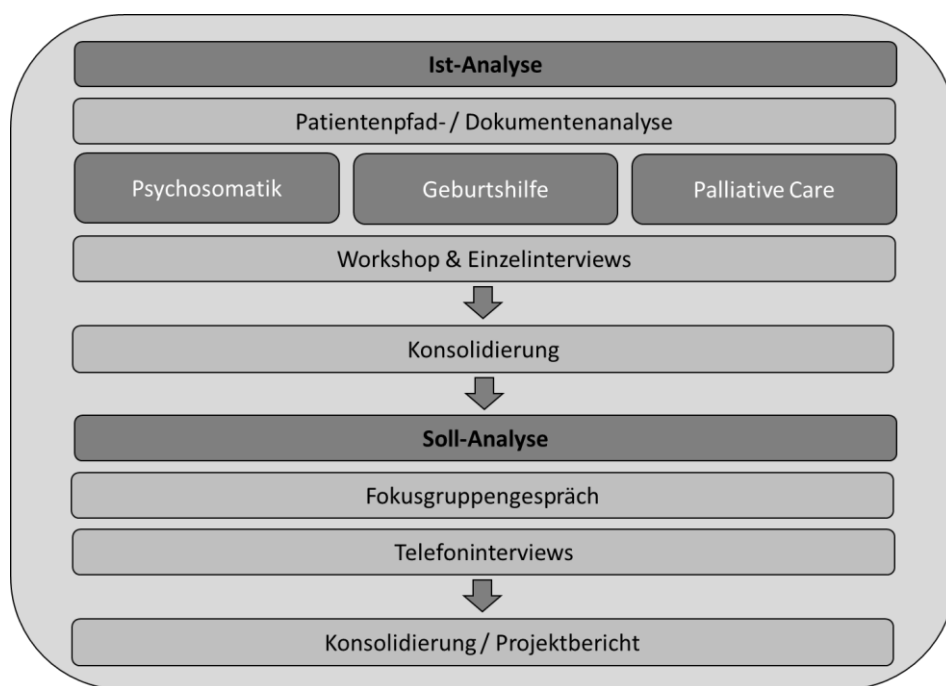 Ist-Analyse
Patientenpfad- / Dokumentenanalyse
Psychosomatik
Geburtshilfe
Palliative Care
Workshop & Einzelinterviews
Konsolidierung
Soll-Analyse
Fokusgruppengespräch
Telefoninterviews
Konsolidierung / Projektbericht